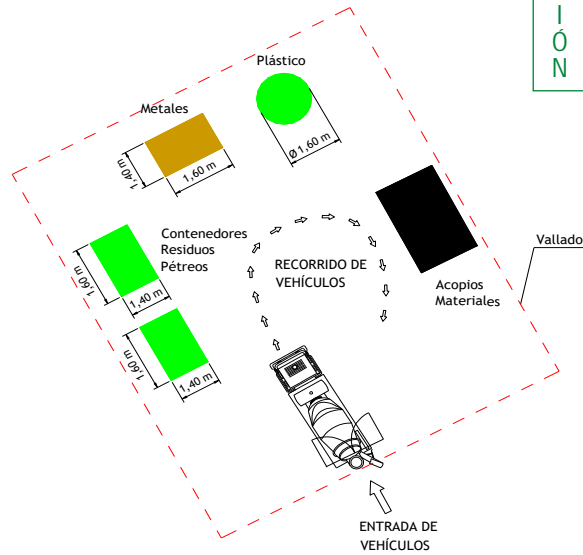 I
Ó
N
Plástico
Metales
Ø 1,60 m
1,40 m
1,60 m
Contenedores
Residuos
Pétreos
1,60 m
1,40 m
RECORRIDO DE
VEHÍCULOS
Vallado
Acopios
Materiales
1,60 m
1,40 m
ENTRADA DE
VEHÍCULOS